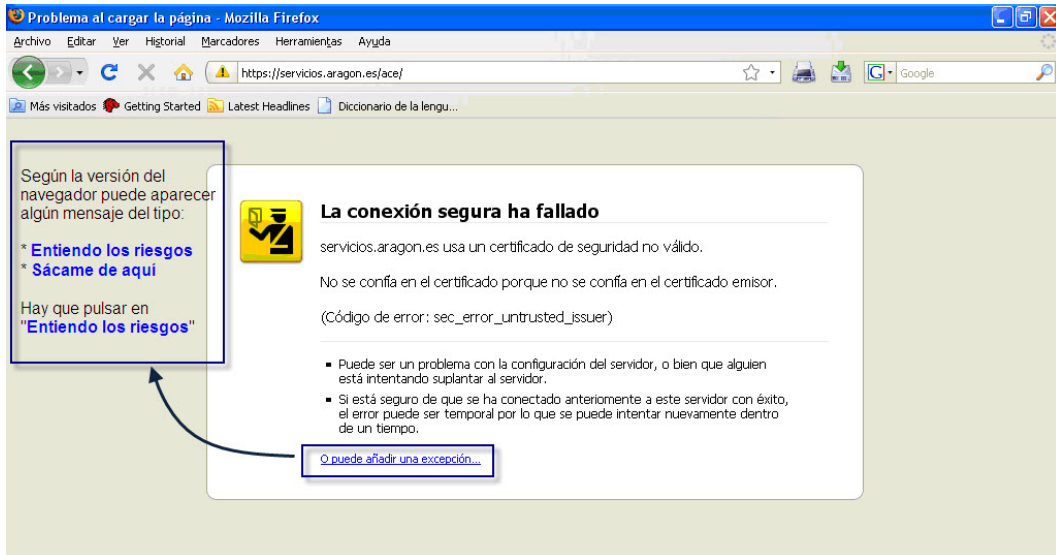 Problema al cargar la página - Mozilla Firefox
Archivo Editar Ver Historial Marcadores Herramientas Ayuda
https://servicios.aragon.es/ace/
G Google
Más visitados Getting Started Latest Headlines Diccionario de la lengu...
Según la versión del
navegador puede aparecer
algún mensaje del tipo:
* Entiendo los riesgos
* Sácame de aquí
Hay que pulsar en
"Entiendo los riesgos"
La conexión segura ha fallado
servicios.aragon.es usa un certificado de seguridad no válido.
No se confía en el certificado porque no se confía en el certificado emisor.
(Código de error: sec_error_untrusted_issuer)
Puede ser un problema con la configuración del servidor, o bien que alguien
está intentando suplantar al servidor.
Si está seguro de que se ha conectado anteriomente a este servidor con éxito,
el error puede ser temporal por lo que se puede intentar nuevamente dentro
de un tiempo.
O puede añadir una excepción...